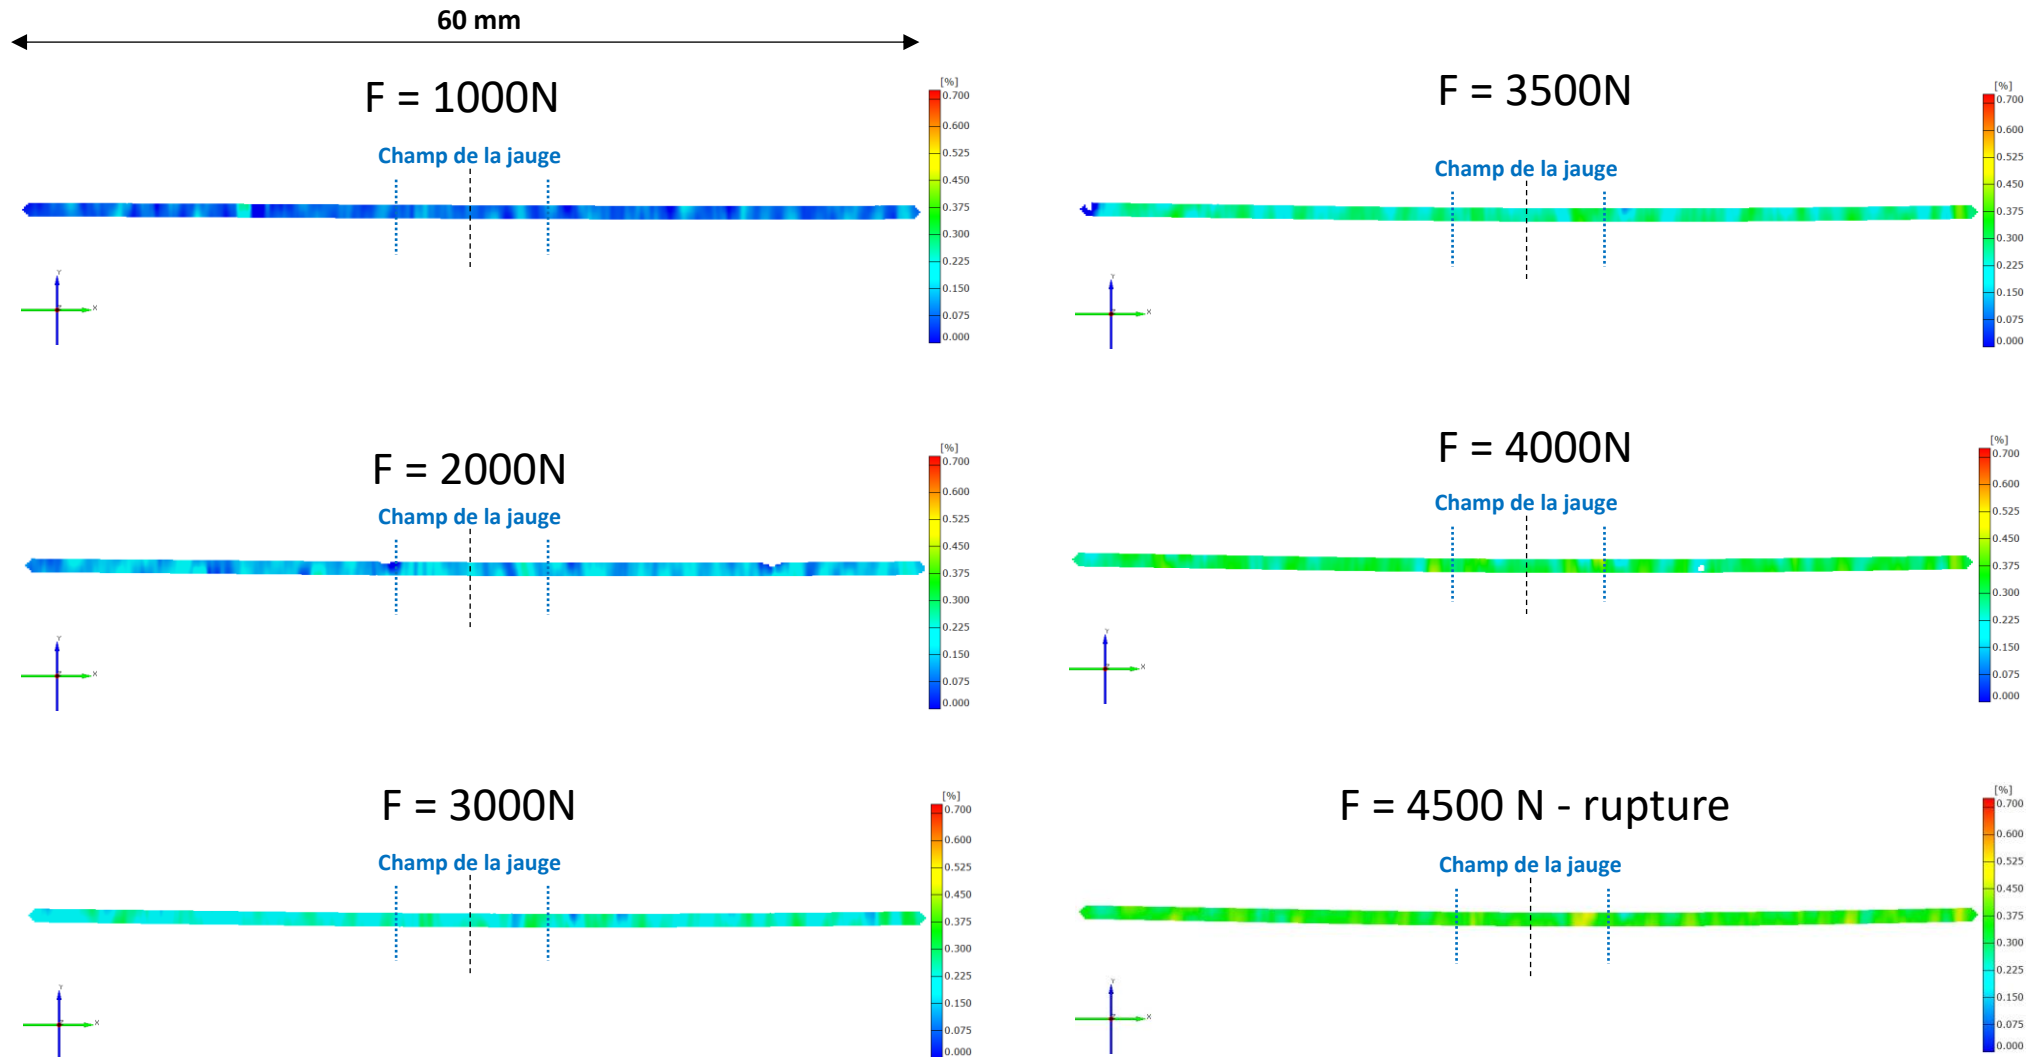 60 mm
F = 1000N
Champ de la jauge
[%]
0.700
0.600
0.525
0.450
0.375
0.300
0.225
0.150
0.075
0.000
Y
X
F = 2000N
Champ de la jauge
[%]
0.700
0.600
0.525
0.450
0.375
0.300
0.225
0.150
0.075
0.000
Y
X
F = 3000N
Champ de la jauge
[%]
0.700
0.600
0.525
0.450
0.375
0.300
0.225
0.150
0.075
0.000
Y
X
F = 3500N
Champ de la jauge
[%]
0.700
0.600
0.525
0.450
0.375
0.300
0.225
0.150
0.075
0.000
Y
X
F = 4000N
Champ de la jauge
[%]
0.700
0.600
0.525
0.450
0.375
0.300
0.225
0.150
0.075
0.000
Y
X
F = 4500 N - rupture
Champ de la jauge
[%]
0.700
0.600
0.525
0.450
0.375
0.300
0.225
0.150
0.075
0.000
Y
X